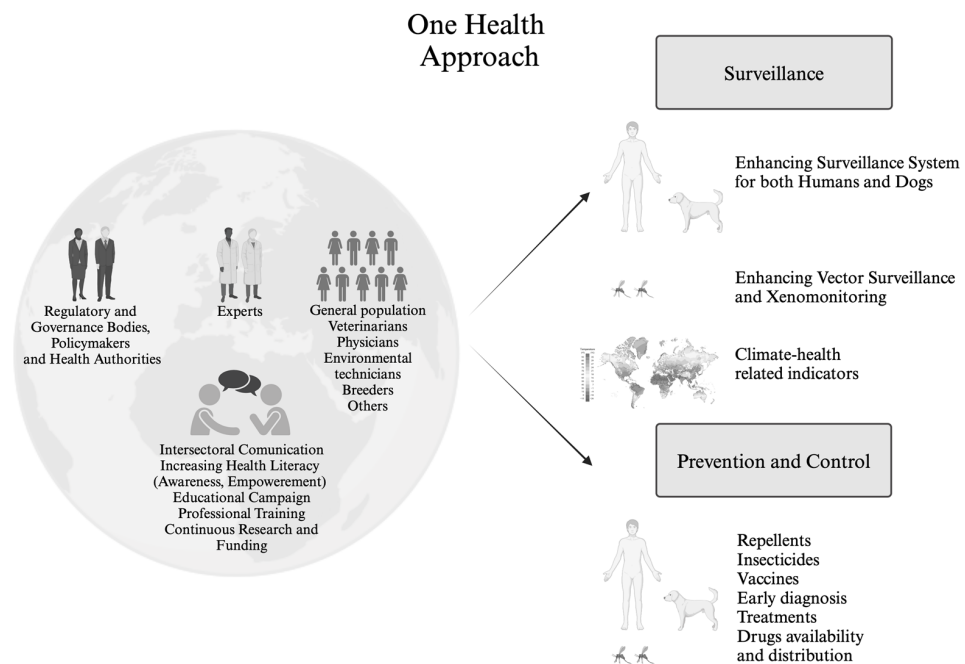 One Health
Approach
Surveillance
Enhancing Surveillance System
for both Humans and Dogs
Enhancing Vector Surveillance
and Xenomonitoring
Climate-health
related indicators
Regulatory and
Governance Bodies,
Policymakers
and Health Authorities
Experts
General population
Veterinarians
Physicians
Environmental
technicians
Breeders
Others
Intersectoral Comunication
Increasing Health Literacy
(Awareness, Empowerement)
Educational Campaign
Professional Training
Continuous Research and
Funding
Prevention and Control
Repellents
Insecticides
Vaccines
Early diagnosis
Treatments
Drugs availability
and distribution